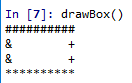 In [7]: drawBox()
##########
&        +
&        +
**********